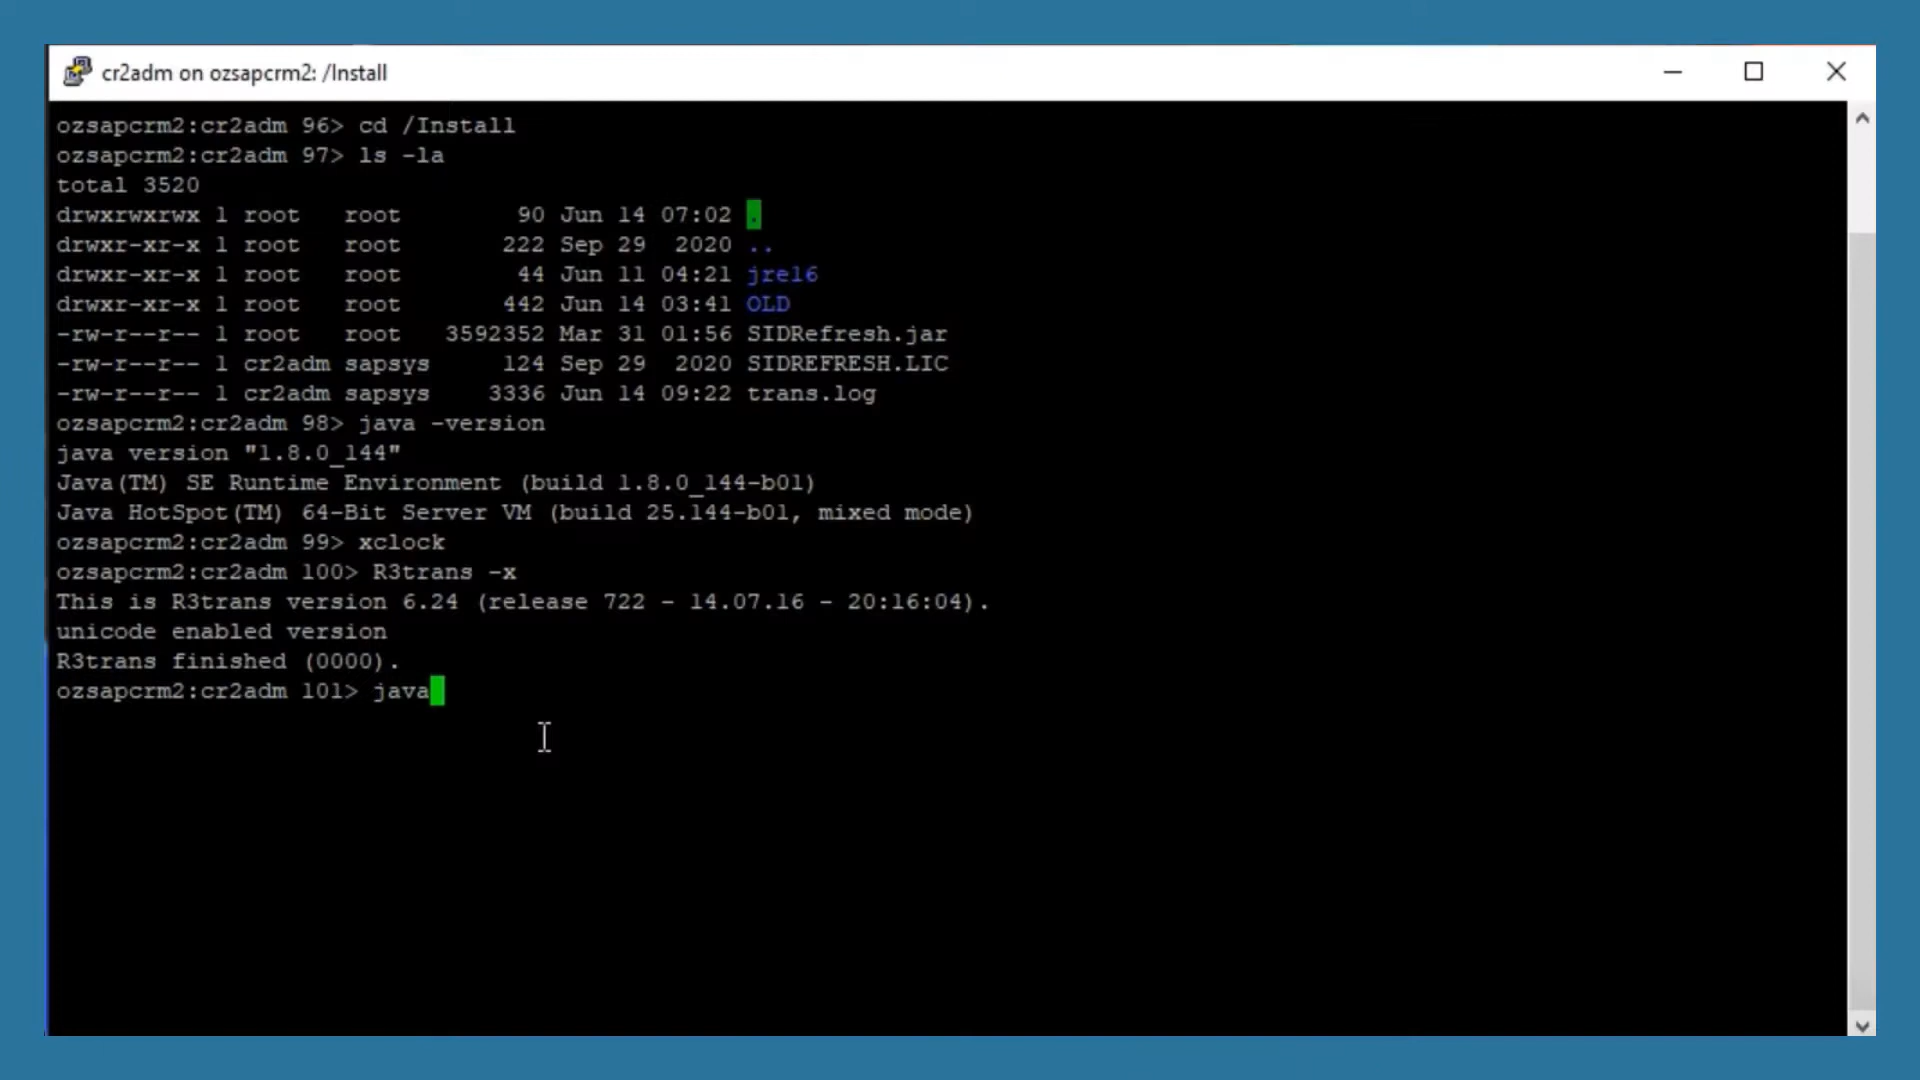 cr2adm on ozsapcrm2: /Install
ozsapcrm2:cr2adm 96> cd /Install
ozsapcrm2:cr2adm 97> ls -la
total 3520
drwxrwxrwx 1 root   root        90 Jun 14 07:02 .
drwxr-xr-x 1 root   root       222 Sep 29  2020 ..
drwxr-xr-x 1 root   root        44 Jun 11 04:21 jre16
drwxr-xr-x 1 root   root       442 Jun 14 03:41 OLD
-rw-r--r-- 1 root   root   3592352 Mar 31 01:56 SIDRefresh.jar
-rw-r--r-- 1 cr2adm sapsys     124 Sep 29  2020 SIDREFRESH.LIC
-rw-r--r-- 1 cr2adm sapsys    3336 Jun 14 09:22 trans.log
ozsapcrm2:cr2adm 98> java -version
java version "1.8.0_144"
Java(TM) SE Runtime Environment (build 1.8.0_144-b01)
Java HotSpot(TM) 64-Bit Server VM (build 25.144-b01, mixed mode)
ozsapcrm2:cr2adm 99> xclock
ozsapcrm2:cr2adm 100> R3trans -x
This is R3trans version 6.24 (release 722 - 14.07.16 - 20:16:04).
unicode enabled version
R3trans finished (0000).
ozsapcrm2:cr2adm 101> java